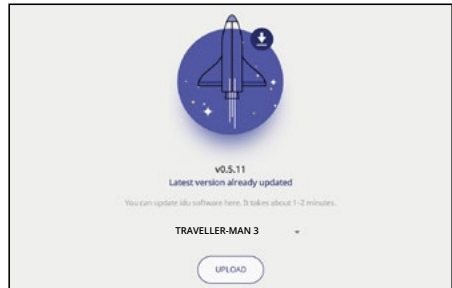 v0.5.11
Latest version already updated
You can update idu software here. It takes about 1-2 minutes.
TRAVELLER-MAN 3
UPLOAD